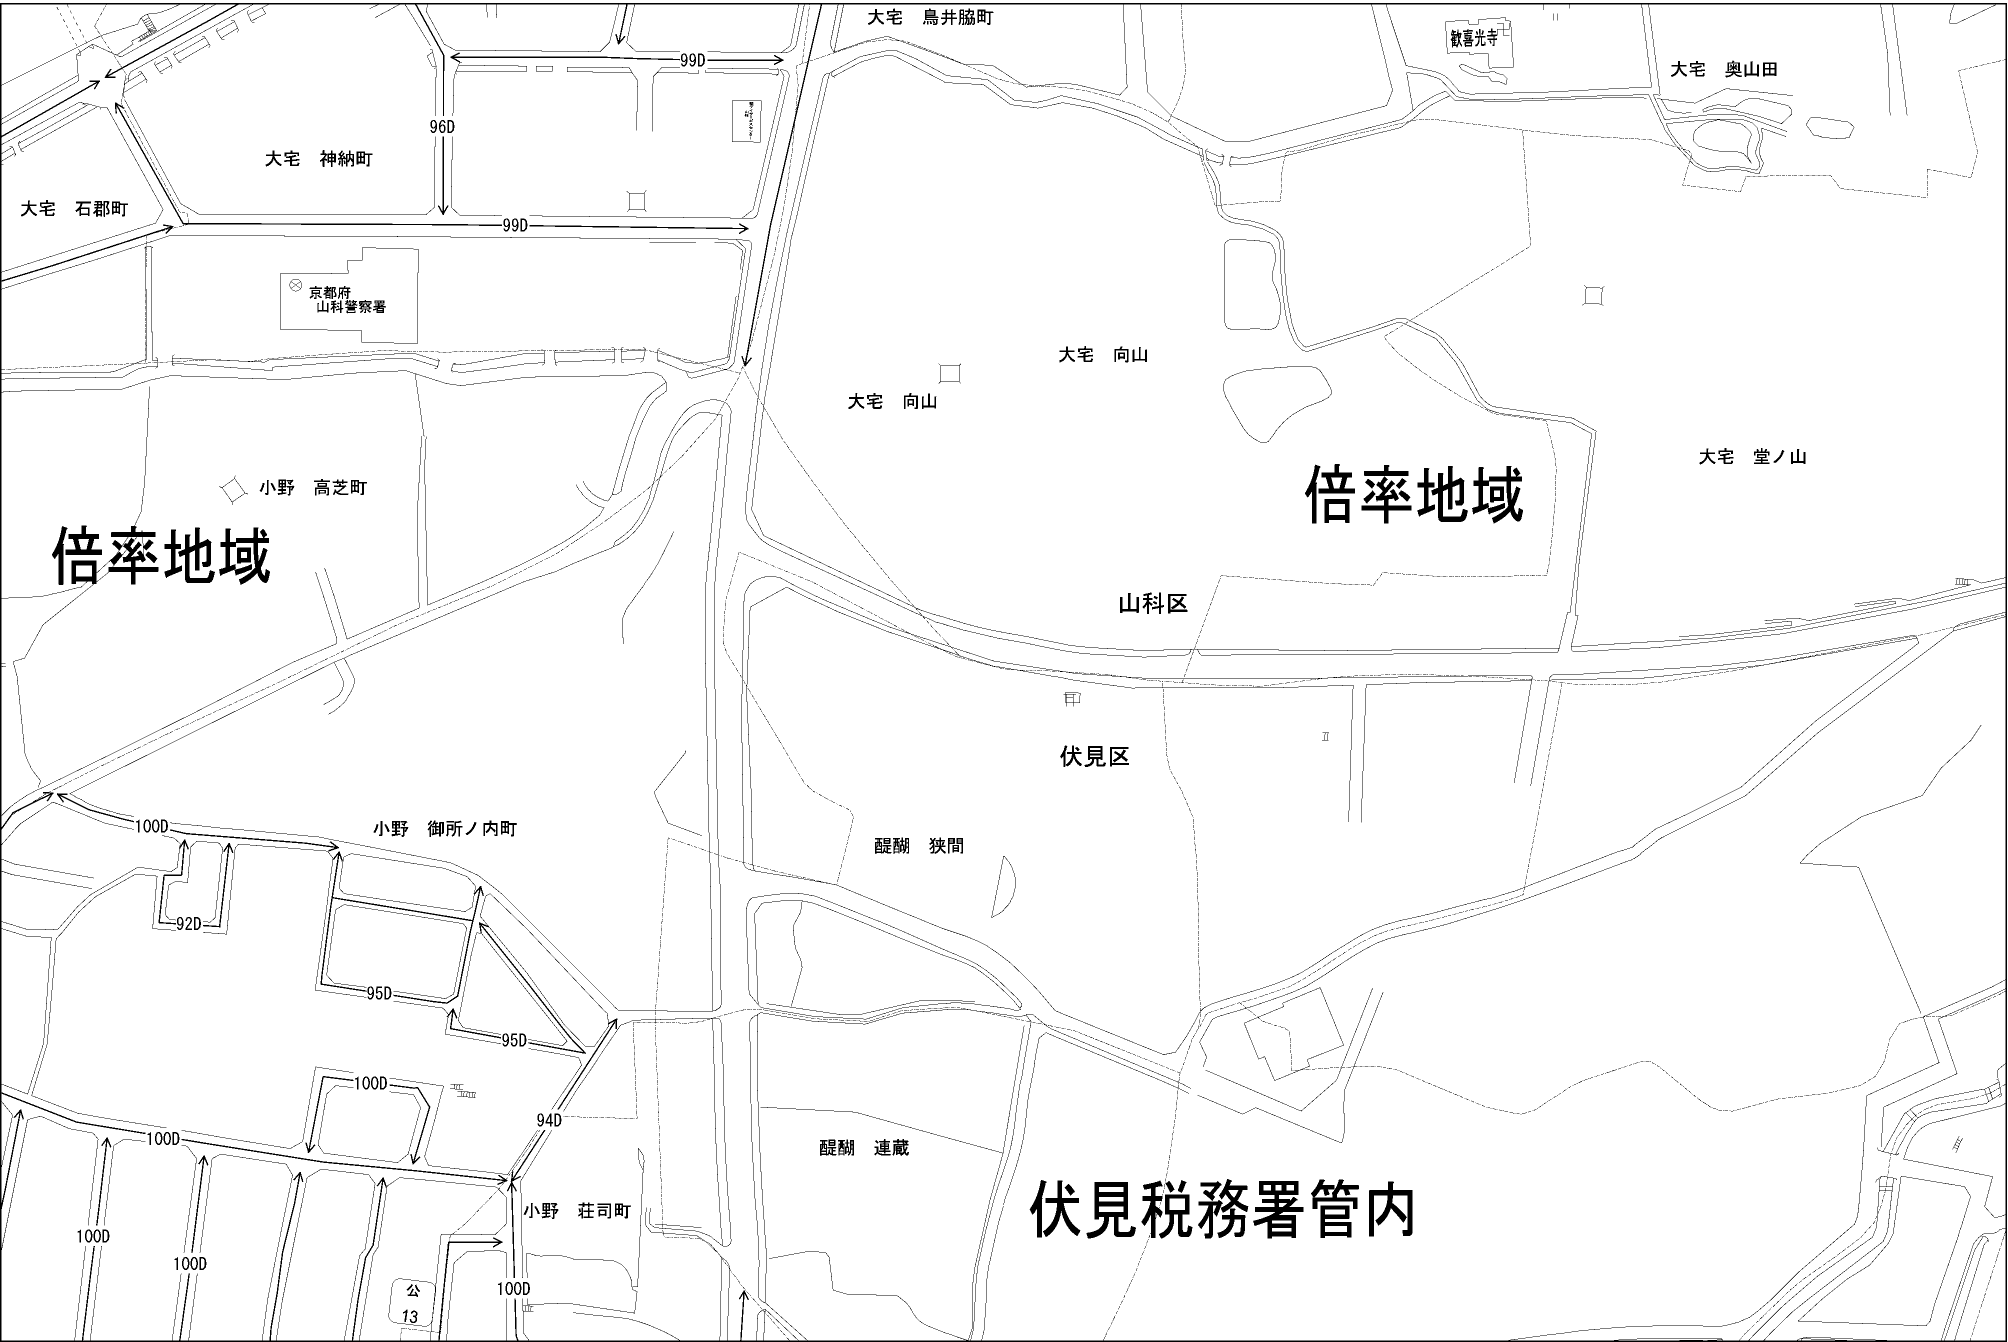 大宅　鳥井脇町
歓喜光寺
大宅　奥山田
99D
96D
大宅　神納町
大宅　石郡町
99D
京都府
山科警察署
大宅　向山
大宅　向山
大宅　堂ノ山
小野　高芝町
倍率地域
倍率地域
山科区
伏見区
100D
小野　御所ノ内町
醍醐　狭間
92D
95D
95D
100D
94D
100D
醍醐　連蔵
小野　荘司町
伏見税務署管内
100D
100D
100D
公
13